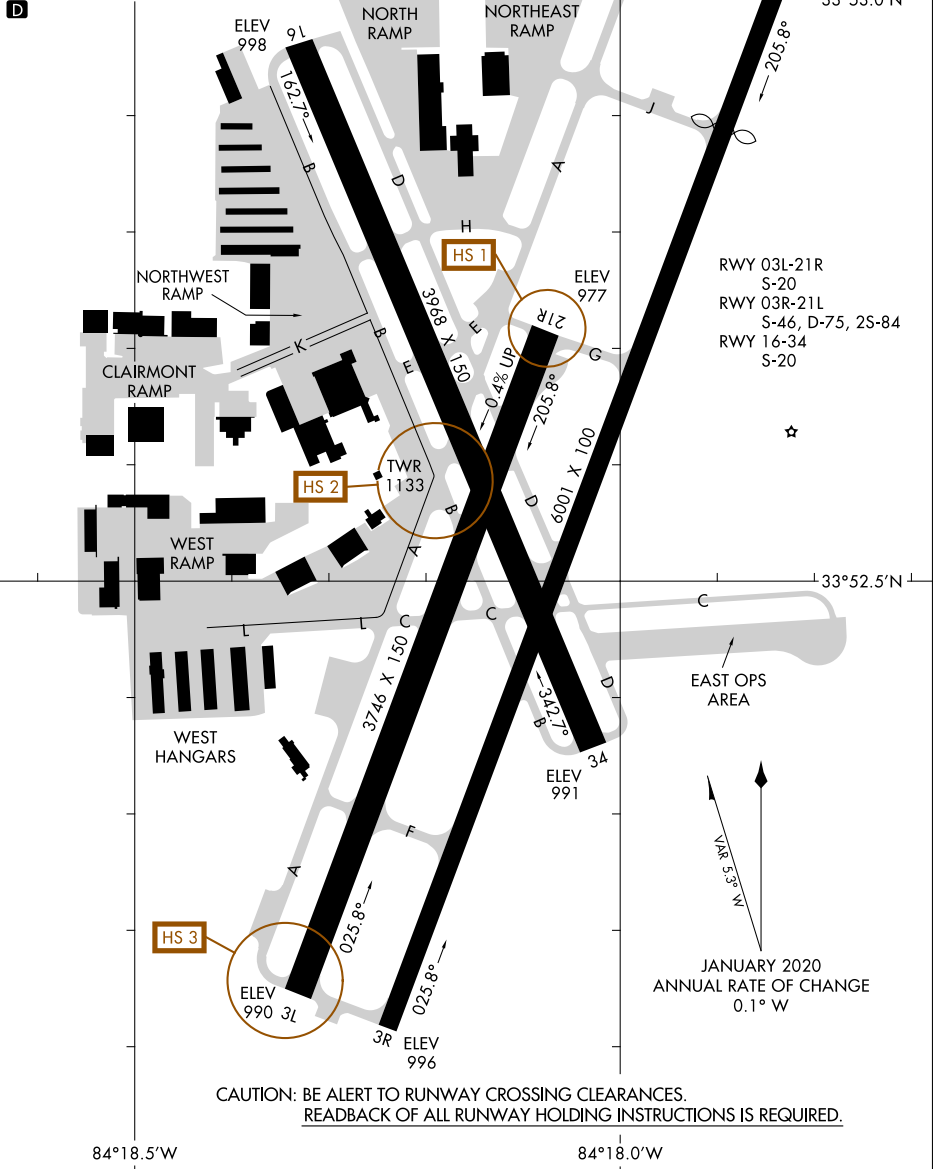 D
33°53.0'N
NORTH
RAMP
NORTHEAST
RAMP
ELEV
998
16
162.7°
205.8°
J
B
D
A
H
HS 1
NORTHWEST
RAMP
ELEV
977
21R
RWY 03L-21R
S-20
RWY 03R-21L
S-46, D-75, 2S-84
RWY 16-34
S-20
3968 X 150
E
B
K
E
G
0.4% UP
205.8°
CLAIRMONT
RAMP
6001 X 100
TWR
1133
HS 2
B
D
A
WEST
RAMP
33°52.5'N
L
L
C
C
C
3746 X 150
EAST OPS
AREA
342.7°
B
D
34
ELEV
991
WEST
HANGARS
F
A
VAR 5.3° W
025.8°
HS 3
025.8°
ELEV
990
3L
3R
ELEV
996
JANUARY 2020
ANNUAL RATE OF CHANGE
0.1° W
CAUTION: BE ALERT TO RUNWAY CROSSING CLEARANCES.
READBACK OF ALL RUNWAY HOLDING INSTRUCTIONS IS REQUIRED.
84°18.5'W
84°18.0'W